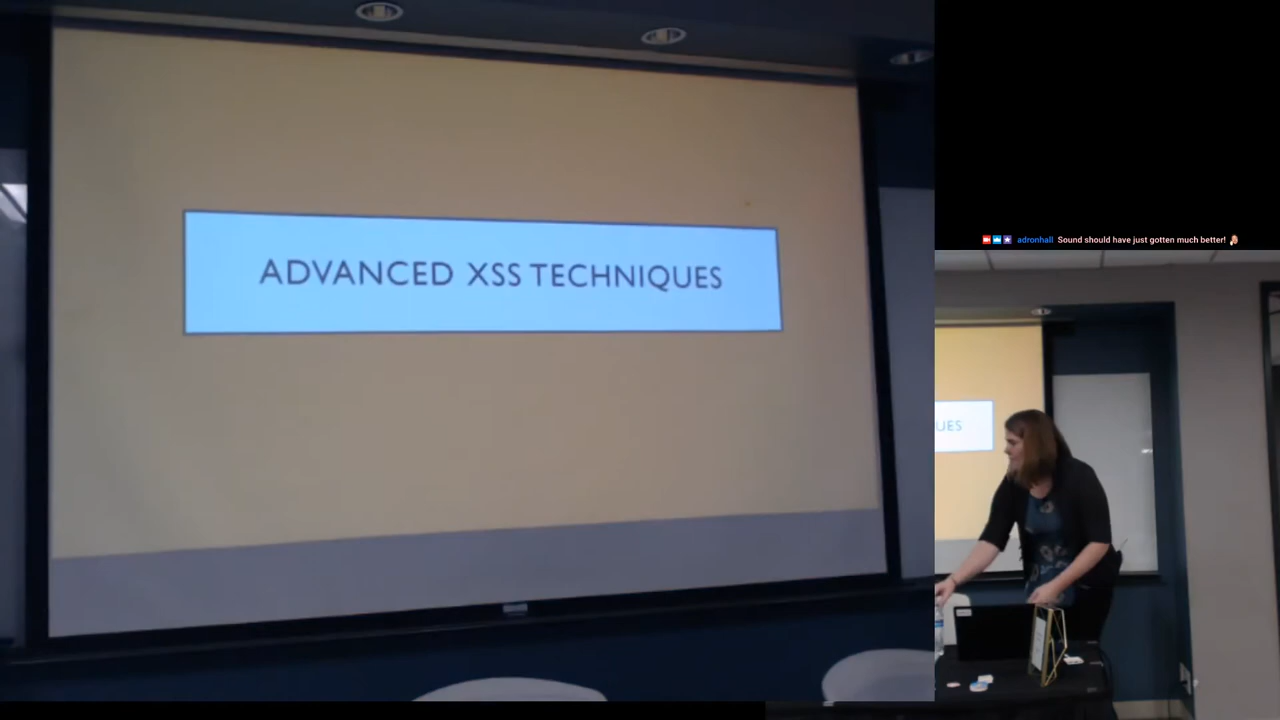 ADVANCED XSS TECHNIQUES
adronhall Sound should have just gotten much better!
UES